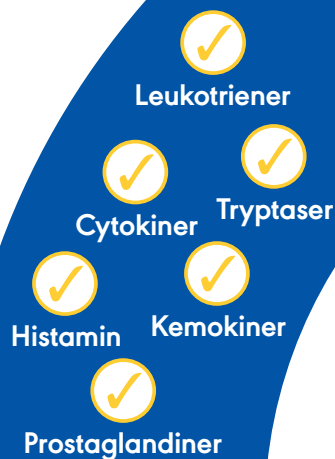 Leukotriener
Tryptaser
Cytokiner
Kemokiner
Histamin
Prostaglandiner